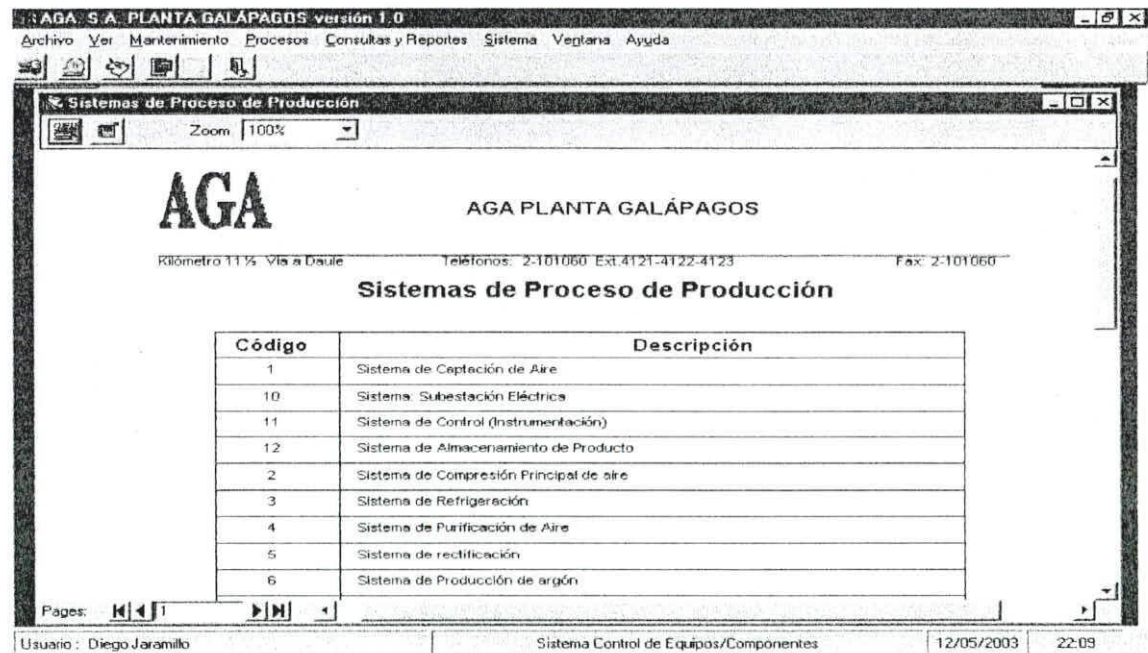 AGA. S.A. PLANTA GALÁPAGOS versión 1.0
Archivo Ver Mantenimiento Procesos Consultas y Reportes Sistema Ventana Ayuda
Sistemas de Proceso de Producción
Zoom 100%
AGA
AGA PLANTA GALÁPAGOS
Kilómetro 11 ½ Vía a Daule Teléfonos: 2-101060 Ext.4121-4122-4123 Fax: 2-101060
Sistemas de Proceso de Producción
Código Descripción
1 Sistema de Captación de Aire
10 Sistema: Subestación Eléctrica
11 Sistema de Control (Instrumentación)
12 Sistema de Almacenamiento de Producto
2 Sistema de Compresión Principal de aire
3 Sistema de Refrigeración
4 Sistema de Purificación de Aire
5 Sistema de rectificación
6 Sistema de Producción de argón
Pages: 1
Usuario : Diego Jaramillo Sistema Control de Equipos/Componentes 12/05/2003 22:09